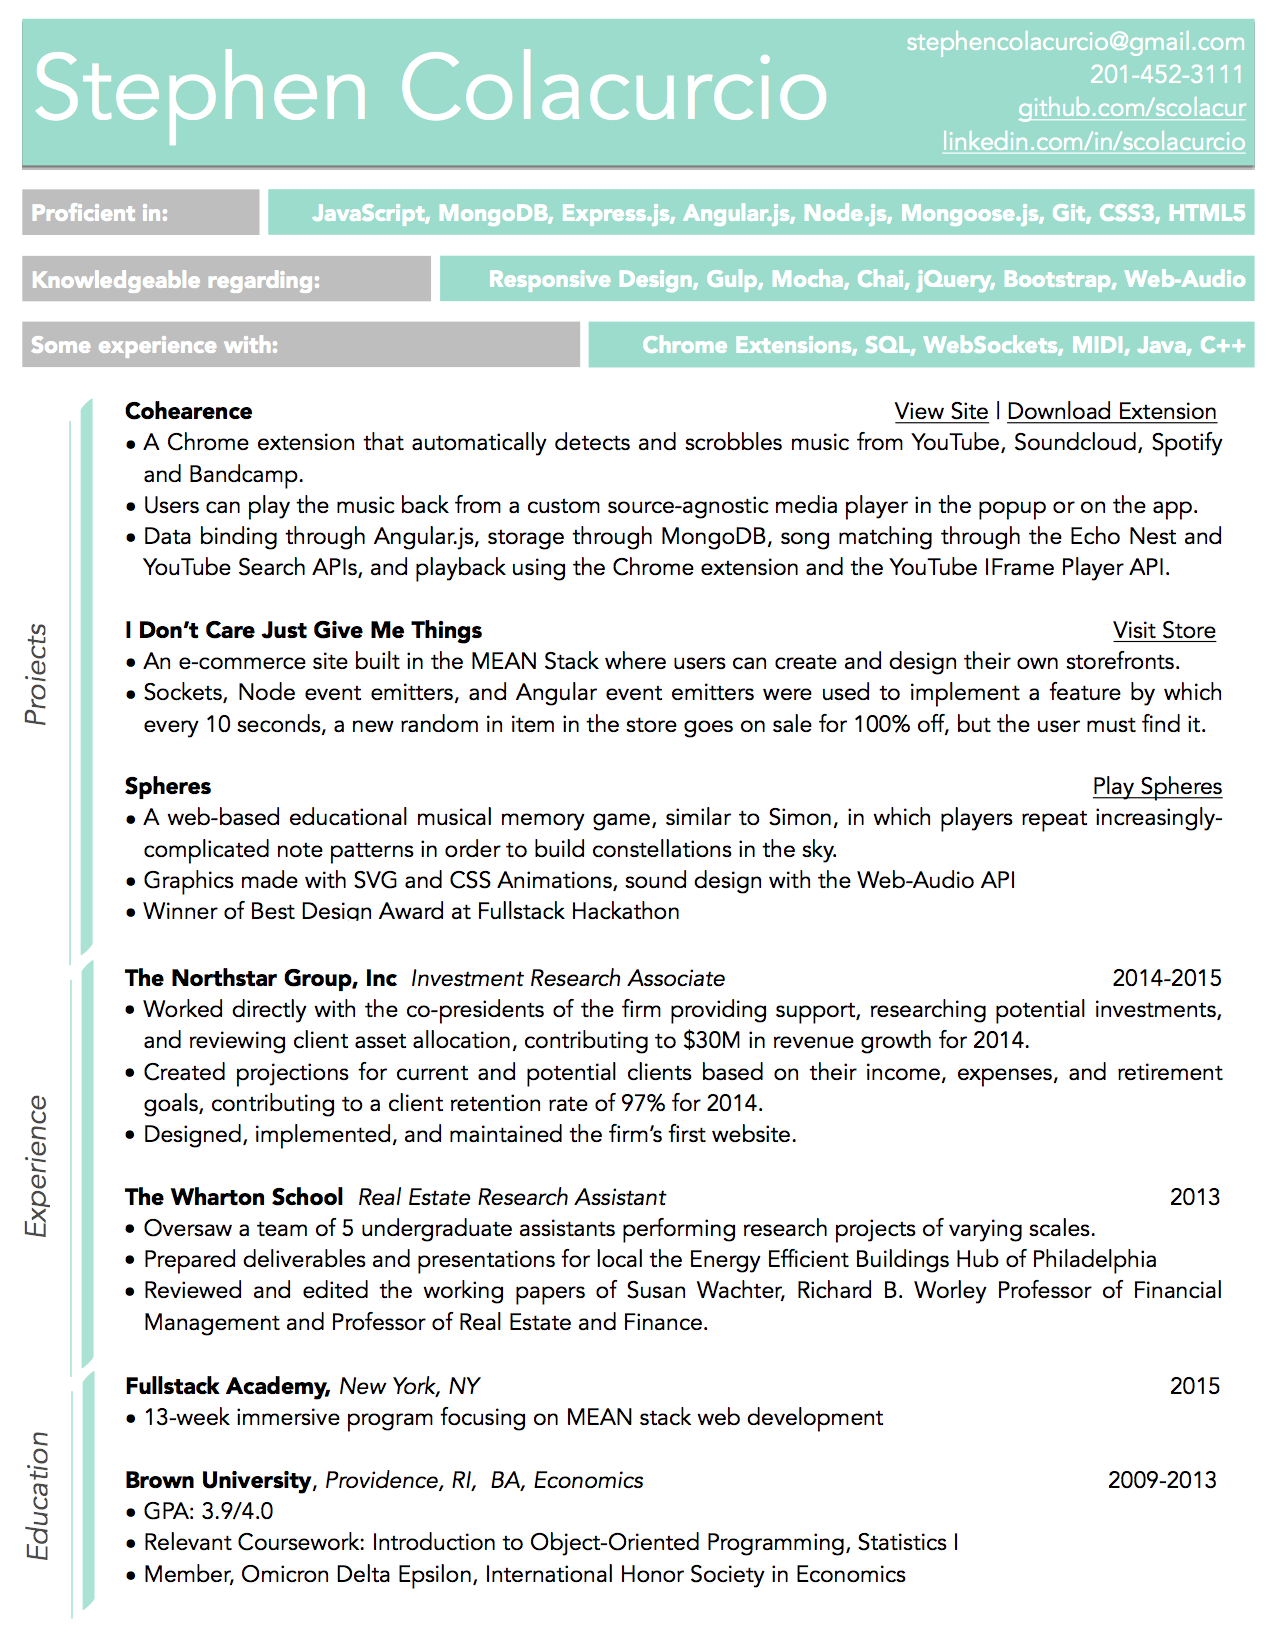 Stephen Colacurcio
stephencolacurcio@gmail.com
201-452-3111
github.com/scolacur
linkedin.com/in/scolacurcio
Proficient in: JavaScript, MongoDB, Express.js, Angular.js, Node.js, Mongoose.js, Git, CSS3, HTML5
Knowledgeable regarding: Responsive Design, Gulp, Mocha, Chai, jQuery, Bootstrap, Web-Audio
Some experience with: Chrome Extensions, SQL, WebSockets, MIDI, Java, C++
Projects
Cohearence View Site | Download Extension
• A Chrome extension that automatically detects and scrobbles music from YouTube, Soundcloud, Spotify
and Bandcamp.
• Users can play the music back from a custom source-agnostic media player in the popup or on the app.
• Data binding through Angular.js, storage through MongoDB, song matching through the Echo Nest and
YouTube Search APIs, and playback using the Chrome extension and the YouTube IFrame Player API.
I Don't Care Just Give Me Things Visit Store
• An e-commerce site built in the MEAN Stack where users can create and design their own storefronts.
• Sockets, Node event emitters, and Angular event emitters were used to implement a feature by which
every 10 seconds, a new random in item in the store goes on sale for 100% off, but the user must find it.
Spheres Play Spheres
• A web-based educational musical memory game, similar to Simon, in which players repeat increasingly-
complicated note patterns in order to build constellations in the sky.
• Graphics made with SVG and CSS Animations, sound design with the Web-Audio API
• Winner of Best Design Award at Fullstack Hackathon
Experience
The Northstar Group, Inc Investment Research Associate 2014-2015
• Worked directly with the co-presidents of the firm providing support, researching potential investments,
and reviewing client asset allocation, contributing to $30M in revenue growth for 2014.
• Created projections for current and potential clients based on their income, expenses, and retirement
goals, contributing to a client retention rate of 97% for 2014.
• Designed, implemented, and maintained the firm's first website.
The Wharton School Real Estate Research Assistant 2013
• Oversaw a team of 5 undergraduate assistants performing research projects of varying scales.
• Prepared deliverables and presentations for local the Energy Efficient Buildings Hub of Philadelphia
• Reviewed and edited the working papers of Susan Wachter, Richard B. Worley Professor of Financial
Management and Professor of Real Estate and Finance.
Education
Fullstack Academy, New York, NY 2015
• 13-week immersive program focusing on MEAN stack web development
Brown University, Providence, RI, BA, Economics 2009-2013
• GPA: 3.9/4.0
• Relevant Coursework: Introduction to Object-Oriented Programming, Statistics I
• Member, Omicron Delta Epsilon, International Honor Society in Economics